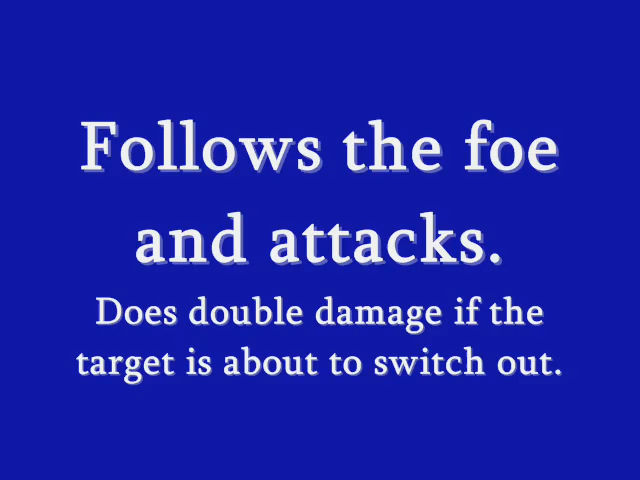 Follows the foe
and attacks.
Does double damage if the
target is about to switch out.